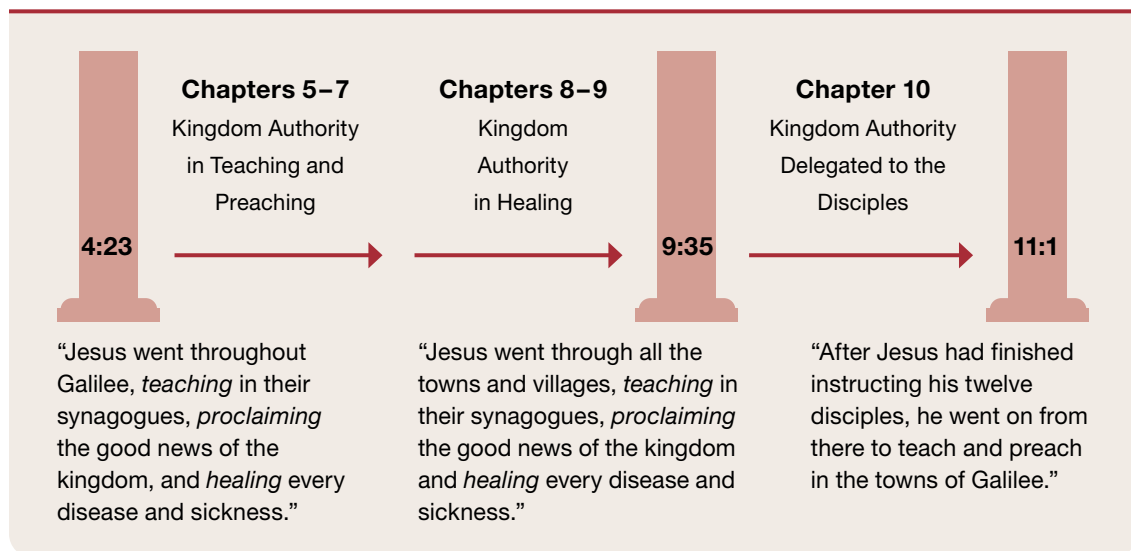 Chapters 5–7
Kingdom Authority
in Teaching and
Preaching
Chapters 8–9
Kingdom
Authority
in Healing
Chapter 10
Kingdom Authority
Delegated to the
Disciples
4:23
9:35
11:1
“Jesus went throughout
Galilee, teaching in their
synagogues, proclaiming
the good news of the
kingdom, and healing every
disease and sickness.”
“Jesus went through all the
towns and villages, teaching in
their synagogues, proclaiming
the good news of the kingdom
and healing every disease and
sickness.”
“After Jesus had finished
instructing his twelve
disciples, he went on from
there to teach and preach
in the towns of Galilee.”